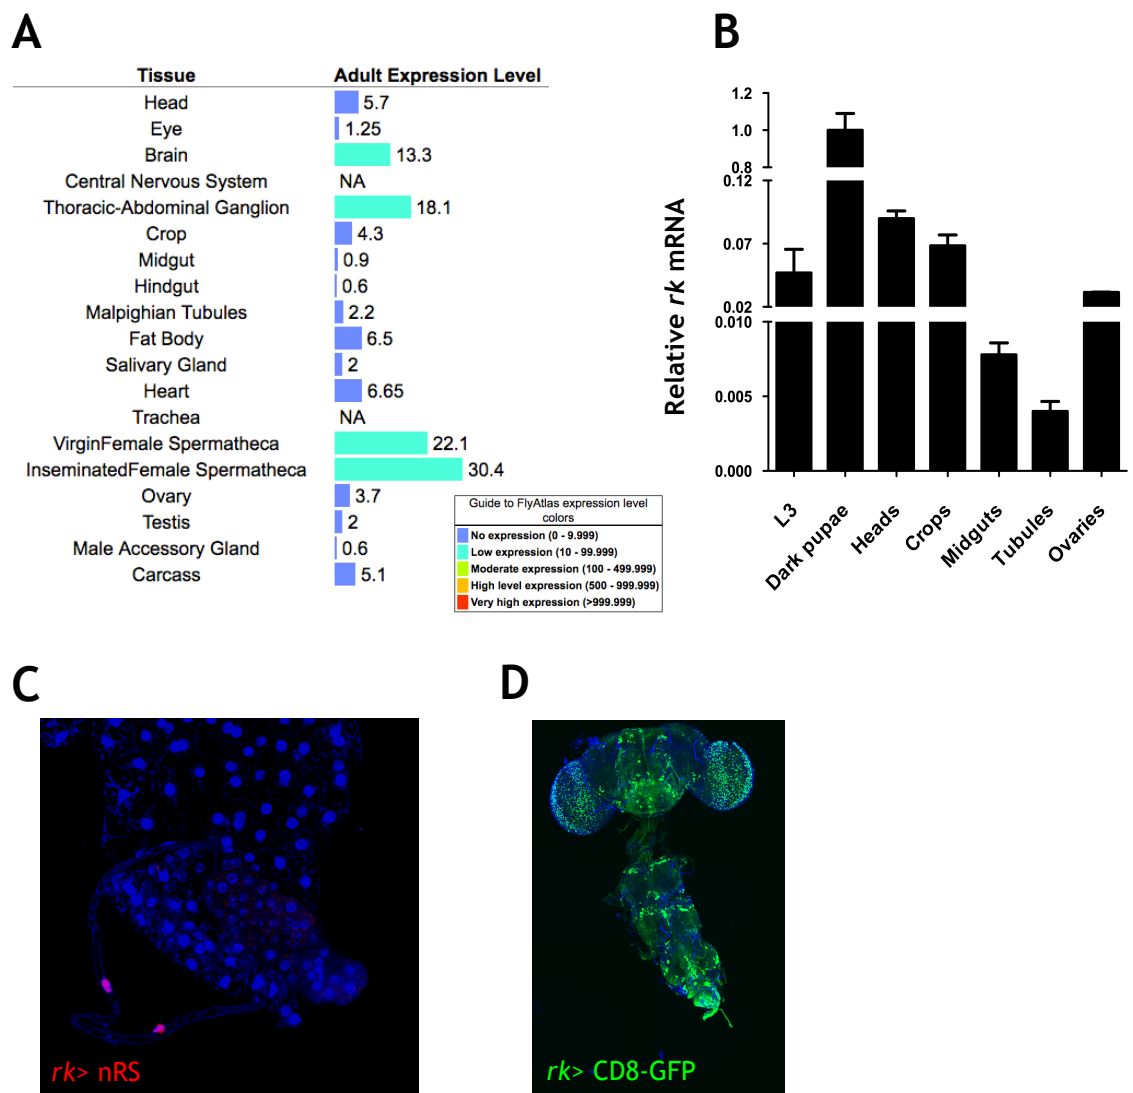 A
Tissue Adult Expression Level
Head 5.7
Eye 1.25
Brain 13.3
Central Nervous System NA
Thoracic-Abdominal Ganglion 18.1
Crop 4.3
Midgut 0.9
Hindgut 0.6
Malpighian Tubules 2.2
Fat Body 6.5
Salivary Gland 2
Heart 6.65
Trachea NA
VirginFemale Spermatheca 22.1
InseminatedFemale Spermatheca 30.4
Ovary 3.7
Testis 2
Male Accessory Gland 0.6
Carcass 5.1
Guide to FlyAtlas expression level
colors
No expression (0 - 9.999)
Low expression (10 - 99.999)
Moderate expression (100 - 499.999)
High level expression (500 - 999.999)
Very high expression (>999.999)
B
Relative rk mRNA
1.2
1.0
0.8
0.12
0.07
0.02
0.010
0.005
0.000
L3
Dark pupae
Heads
Crops
Midguts
Tubules
Ovaries
C
rk> nRS
D
rk> CD8-GFP